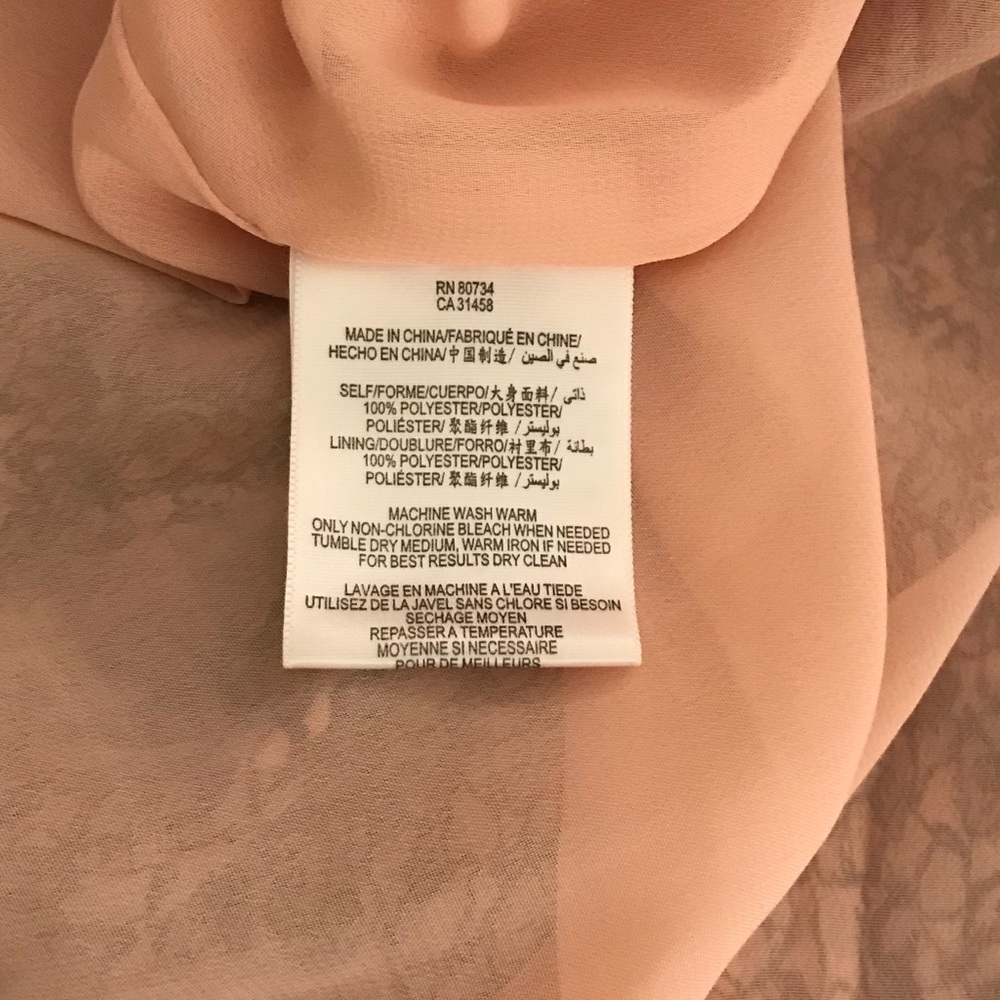 RN 80734
CA 31458
MADE IN CHINA/FABRIQUÉ EN CHINE/
HECHO EN CHINA/中国制造/ صنع في الصين
SELF/FORME/CUERPO/大身面料/ ذاتى
100% POLYESTER/POLYESTER/
POLIÉSTER/ 聚酯纤维 / بوليستر
LINING/DOUBLURE/FORRO/衬里布/ بطانة
100% POLYESTER/POLYESTER/
POLIÉSTER/ 聚酯纤维 / بوليستر
MACHINE WASH WARM
ONLY NON-CHLORINE BLEACH WHEN NEEDED
TUMBLE DRY MEDIUM, WARM IRON IF NEEDED
FOR BEST RESULTS DRY CLEAN
LAVAGE EN MACHINE A L'EAU TIEDE
UTILISEZ DE LA JAVEL SANS CHLORE SI BESOIN
SECHAGE MOYEN
REPASSER A TEMPERATURE
MOYENNE SI NECESSAIRE
POUR DE MEILLEURS